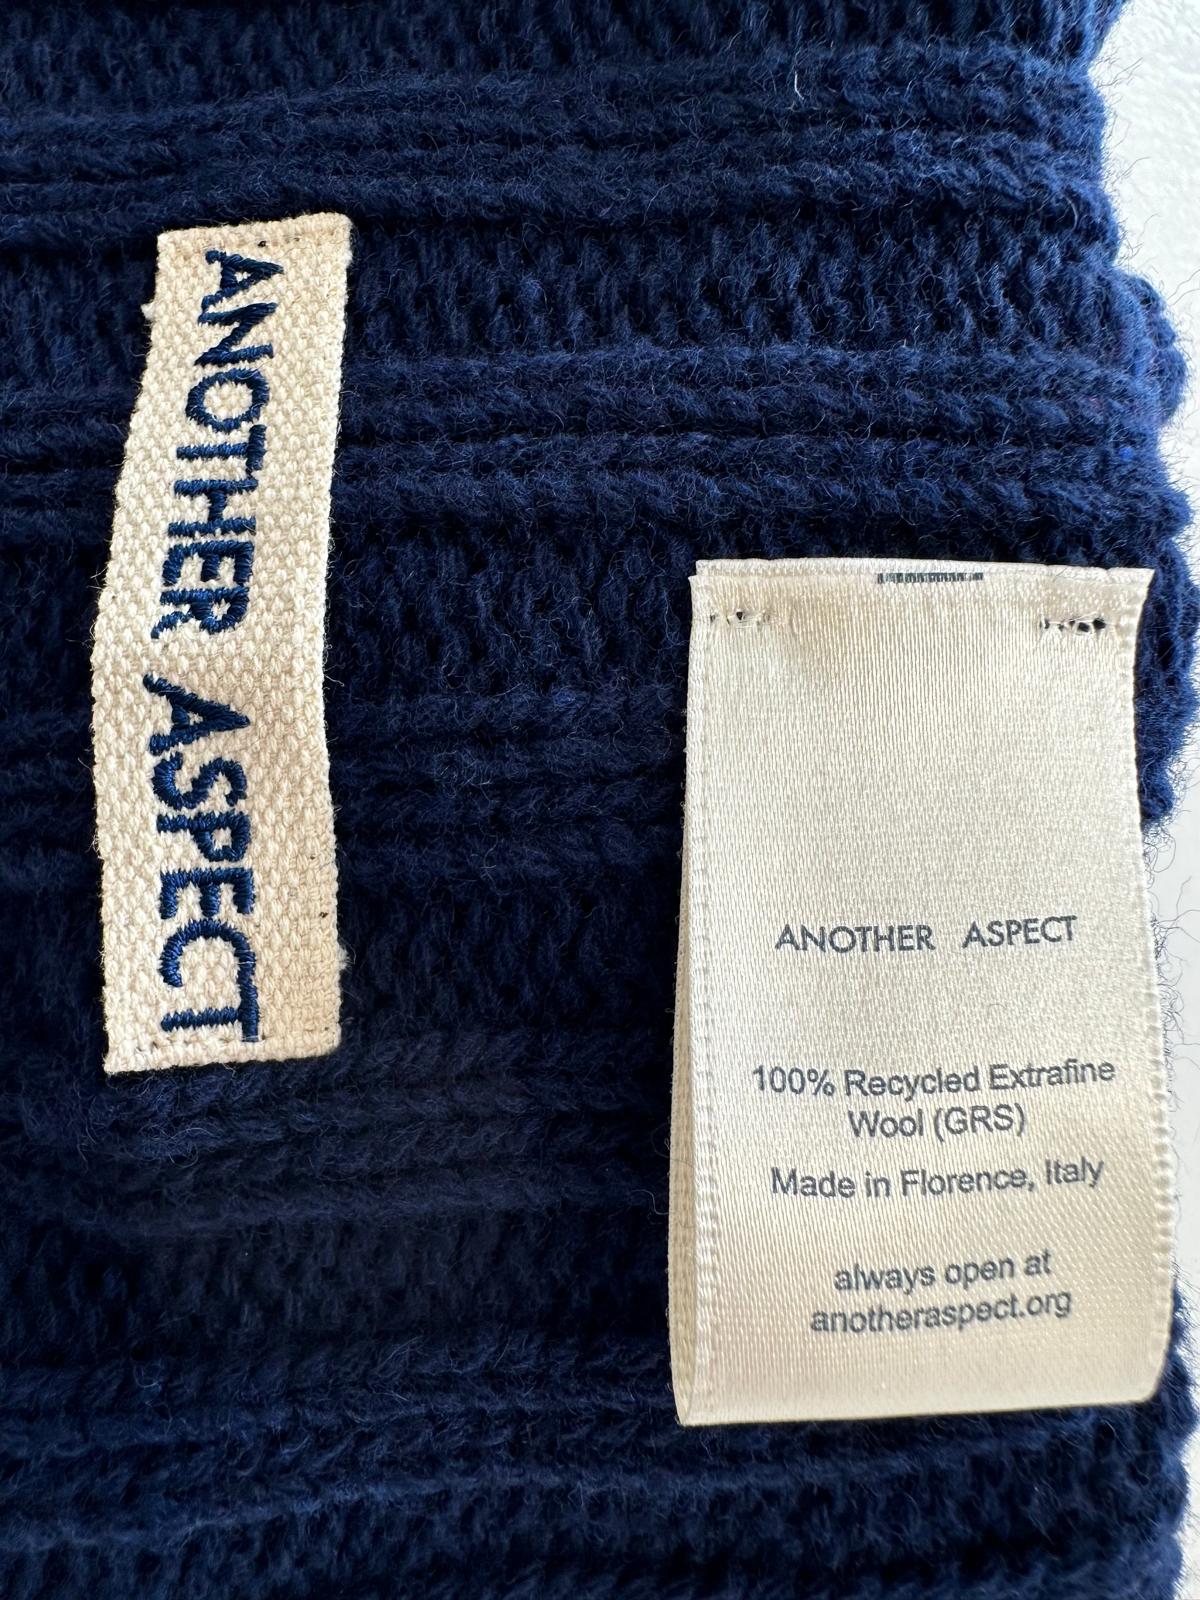 ANOTHER ASPECT
ANOTHER ASPECT
100% Recycled Extrafine
Wool (GRS)
Made in Florence, Italy
always open at
anotheraspect.org